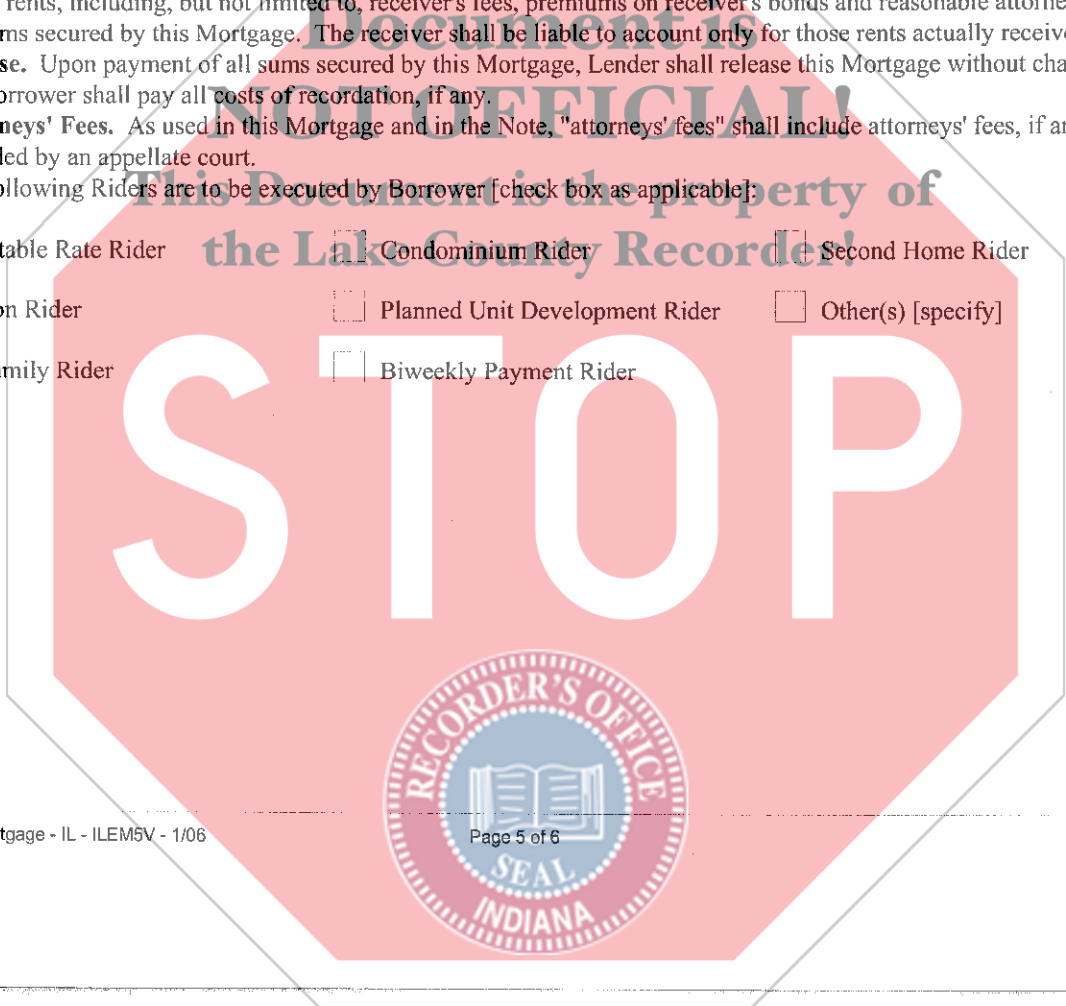 rents, including, but not limited to, receiver's fees, premiums on receiver's bonds and reasonable attorne
ms secured by this Mortgage. The receiver shall be liable to account only for those rents actually receive
se. Upon payment of all sums secured by this Mortgage, Lender shall release this Mortgage without cha
orrower shall pay all costs of recordation, if any.
neys' Fees. As used in this Mortgage and in the Note, "attorneys' fees" shall include attorneys' fees, if an
led by an appellate court.
ollowing Riders are to be executed by Borrower [check box as applicable]:
table Rate Rider Condominium Rider Second Home Rider
on Rider Planned Unit Development Rider Other(s) [specify]
mily Rider Biweekly Payment Rider
Document is
NOT OFFICIAL!
This Document is the property of
the Lake County Recorder!
STOP
RECORDER'S OFFICE
SEAL
INDIANA
tgage - IL - ILEM5V - 1/06 Page 5 of 6